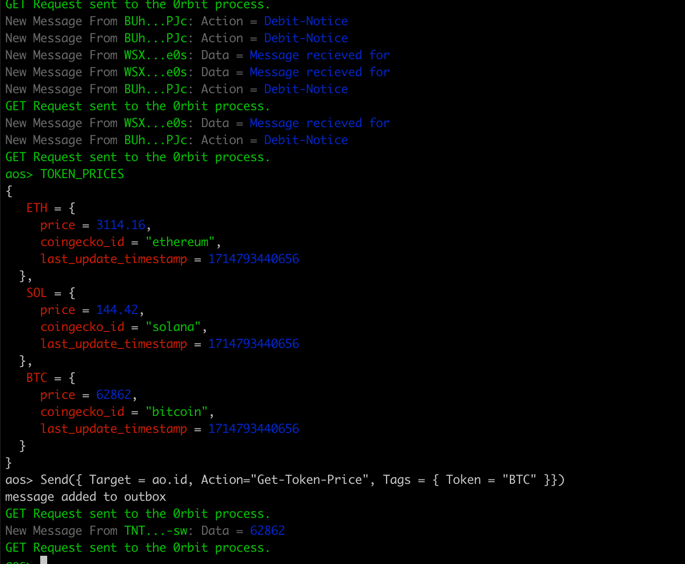 GET Request sent to the 0rbit process.
New Message From BUh...PJc: Action = Debit-Notice
New Message From BUh...PJc: Action = Debit-Notice
New Message From WSX...e0s: Data = Message recieved for
New Message From WSX...e0s: Data = Message recieved for
New Message From BUh...PJc: Action = Debit-Notice
GET Request sent to the 0rbit process.
New Message From WSX...e0s: Data = Message recieved for
New Message From BUh...PJc: Action = Debit-Notice
GET Request sent to the 0rbit process.
aos> TOKEN_PRICES
{
   ETH = {
     price = 3114.16,
     coingecko_id = "ethereum",
     last_update_timestamp = 1714793440656
  },
   SOL = {
     price = 144.42,
     coingecko_id = "solana",
     last_update_timestamp = 1714793440656
  },
   BTC = {
     price = 62862,
     coingecko_id = "bitcoin",
     last_update_timestamp = 1714793440656
  }
}
aos> Send({ Target = ao.id, Action="Get-Token-Price", Tags = { Token = "BTC" }})
message added to outbox
GET Request sent to the 0rbit process.
New Message From TNT...-sw: Data = 62862
GET Request sent to the 0rbit process.
aos>